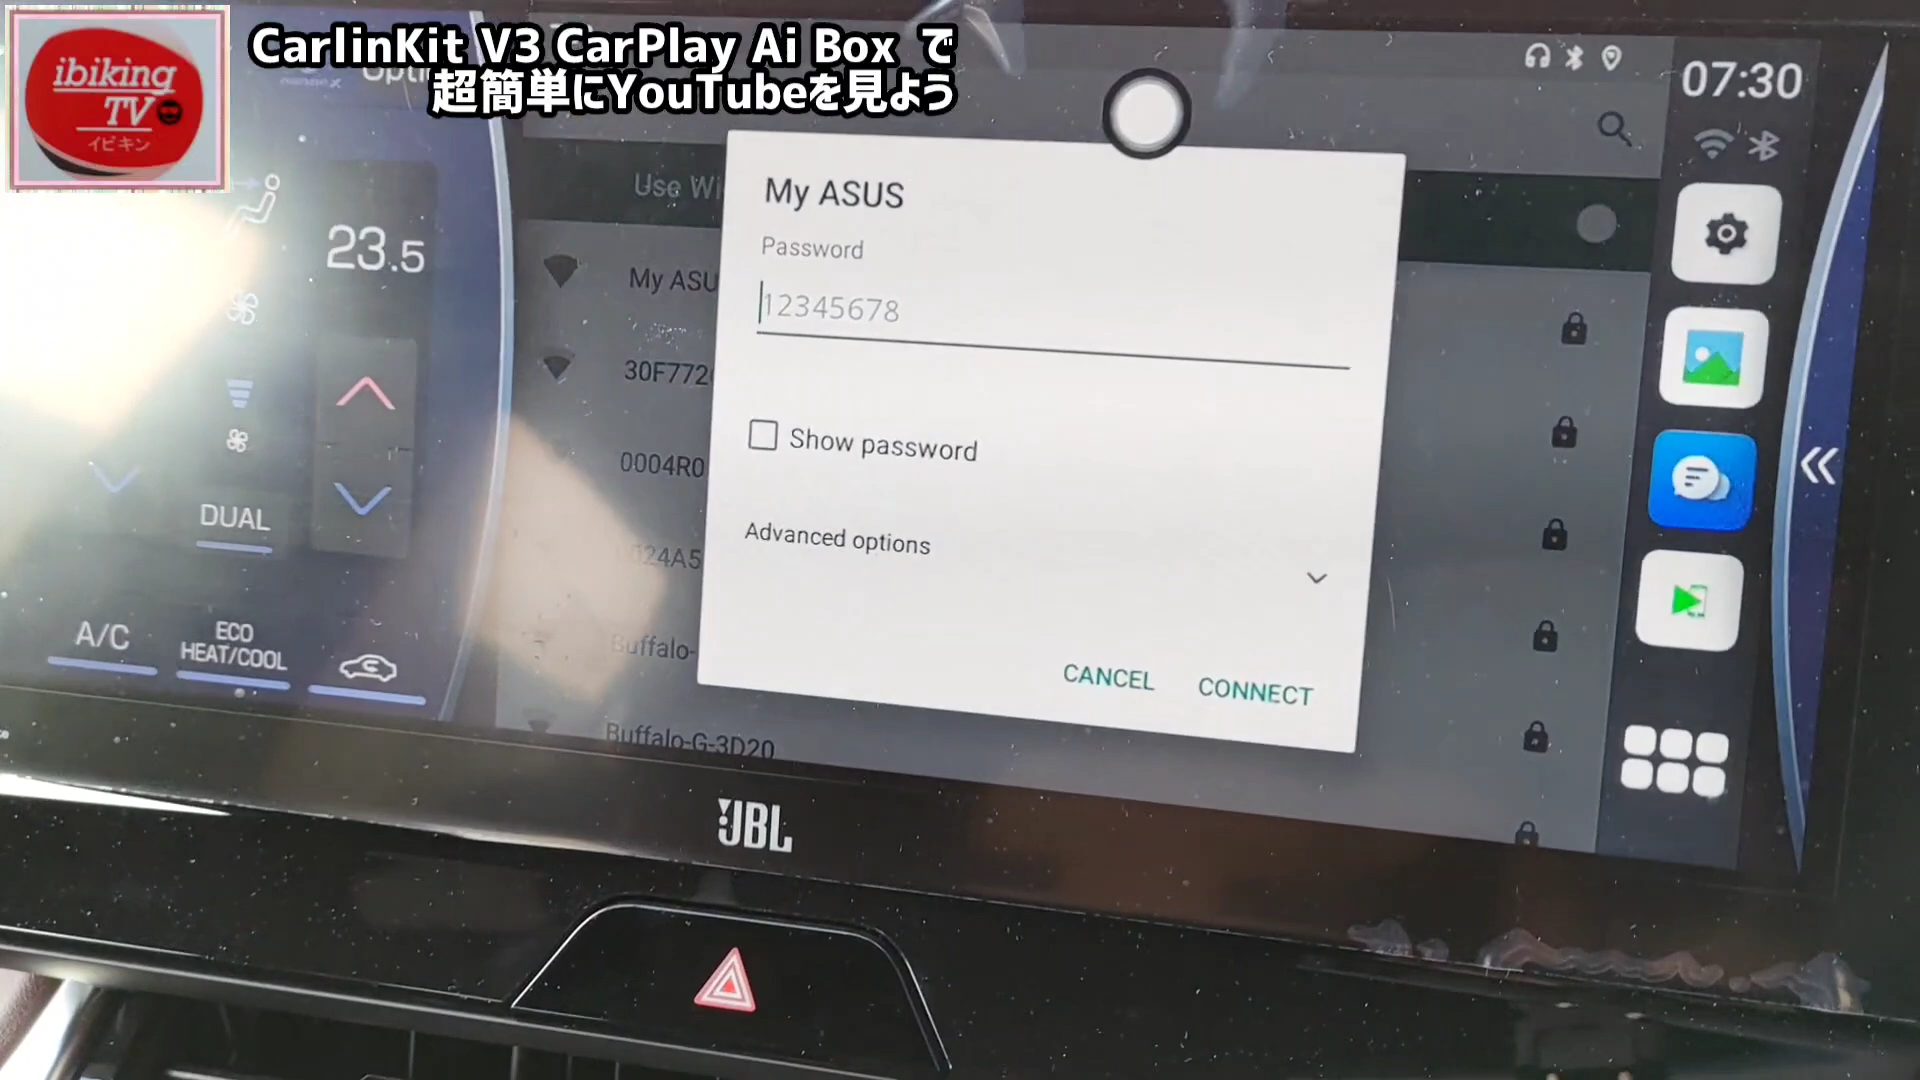 ibiking
TV
イビキン
CarlinKit V3 CarPlay Ai Box で
超簡単にYouTubeを見よう
23.5
DUAL
A/C
ECO
HEAT/COOL
Use Wi
My ASU
30F772
0004R0
024A5
Buffalo-
Buffalo-G-3D20
My ASUS
Password
12345678
Show password
Advanced options
CANCEL
CONNECT
07:30
JBL